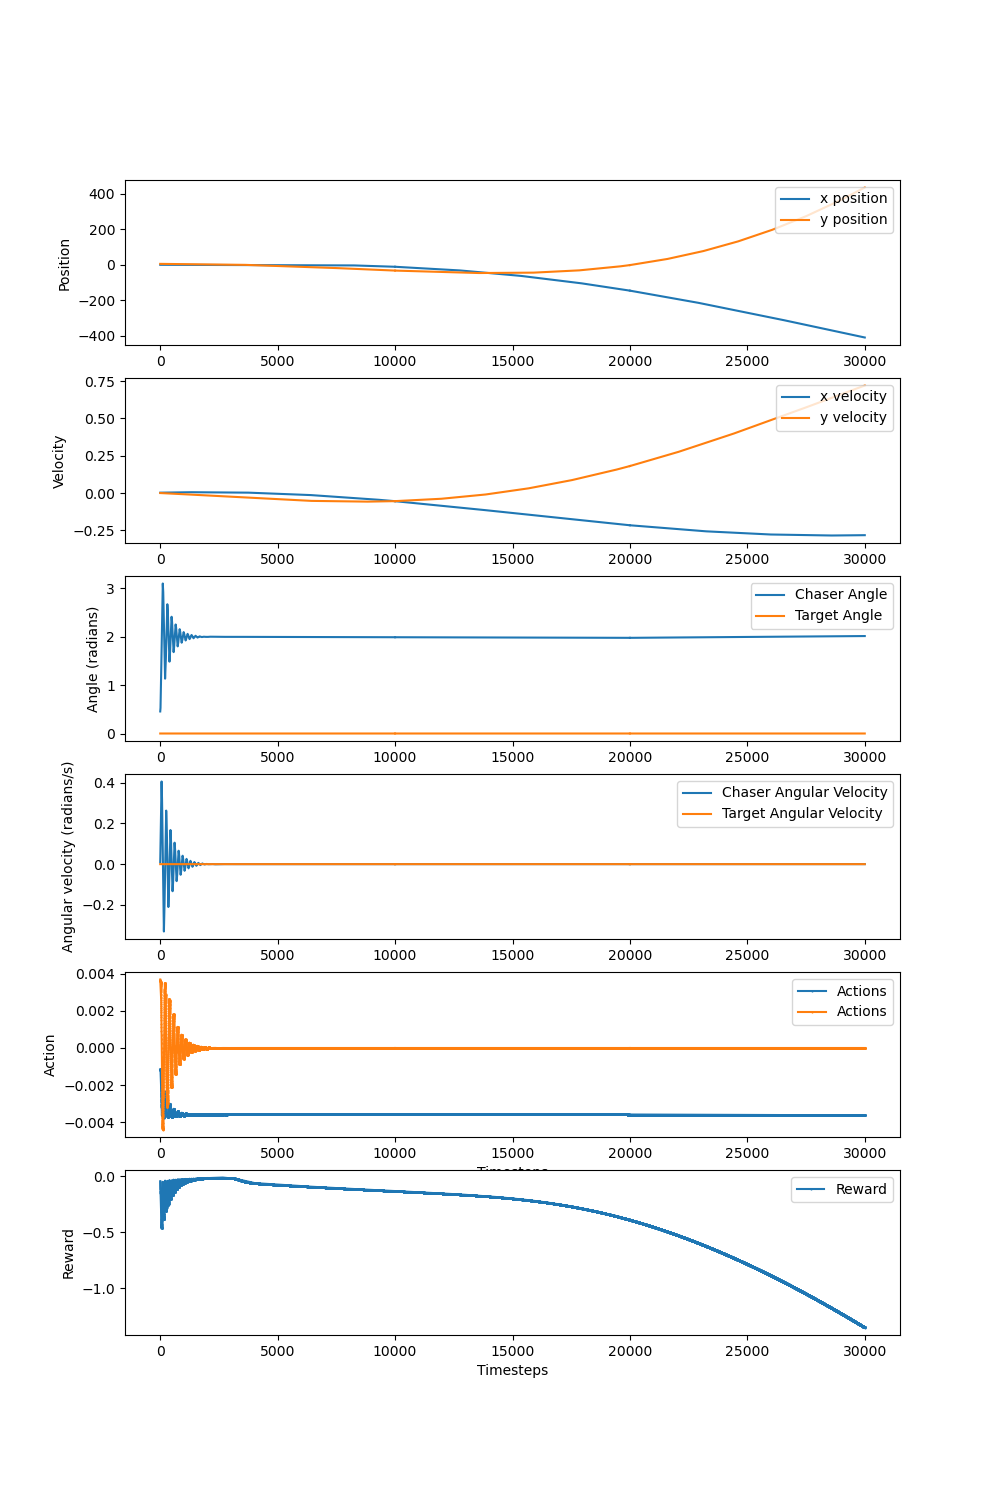 400
200
0
−200
−400
Position
x position
y position
0 5000 10000 15000 20000 25000 30000
0.75
0.50
0.25
0.00
−0.25
Velocity
x velocity
y velocity
0 5000 10000 15000 20000 25000 30000
3
2
1
0
Angle (radians)
Chaser Angle
Target Angle
0 5000 10000 15000 20000 25000 30000
0.4
0.2
0.0
−0.2
Angular velocity (radians/s)
Chaser Angular Velocity
Target Angular Velocity
0 5000 10000 15000 20000 25000 30000
0.004
0.002
0.000
−0.002
−0.004
Action
Actions
Actions
0 5000 10000 15000 20000 25000 30000
Timesteps
0.0
−0.5
−1.0
Reward
Reward
0 5000 10000 15000 20000 25000 30000
Timesteps